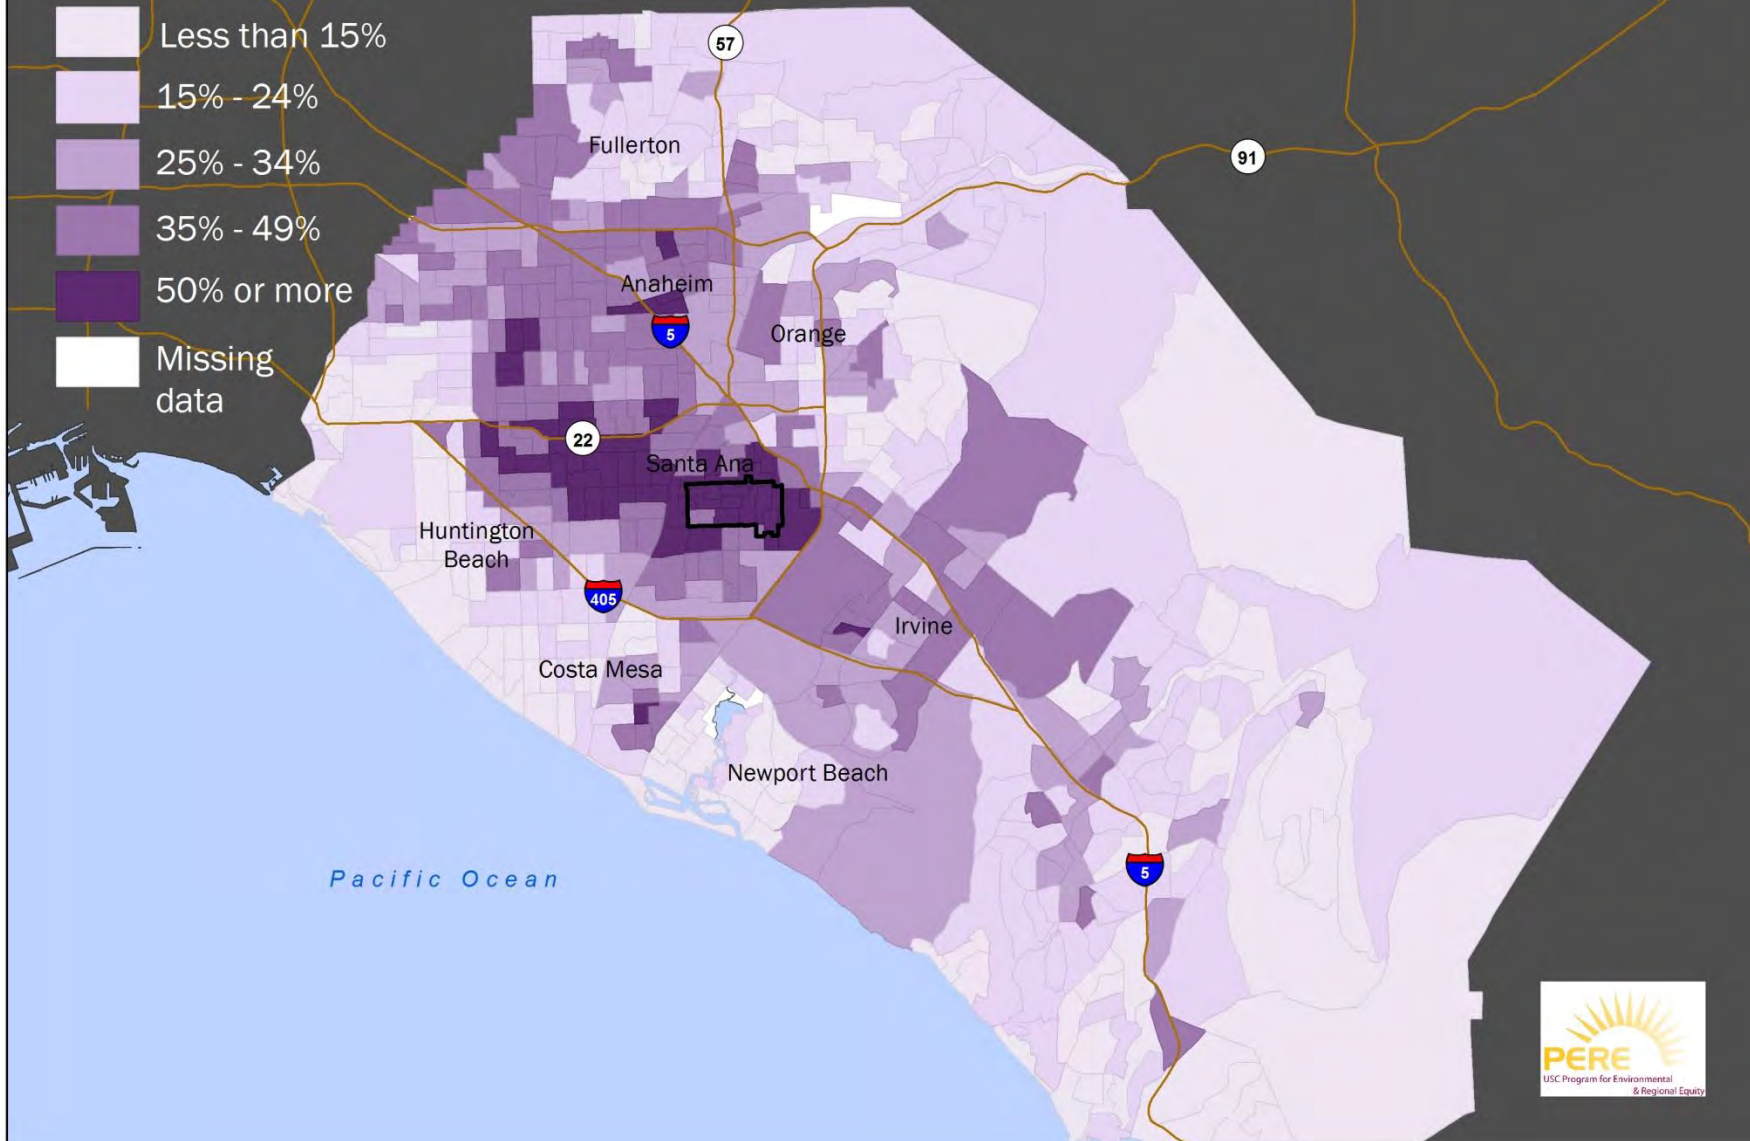 Less than 15%
15% - 24%
25% - 34%
35% - 49%
50% or more
Missing
data
57
Fullerton
91
Anaheim
5
Orange
22
Santa Ana
Huntington
Beach
405
Irvine
Costa Mesa
Newport Beach
Pacific Ocean
5
PERE
USC Program for Environmental
& Regional Equity